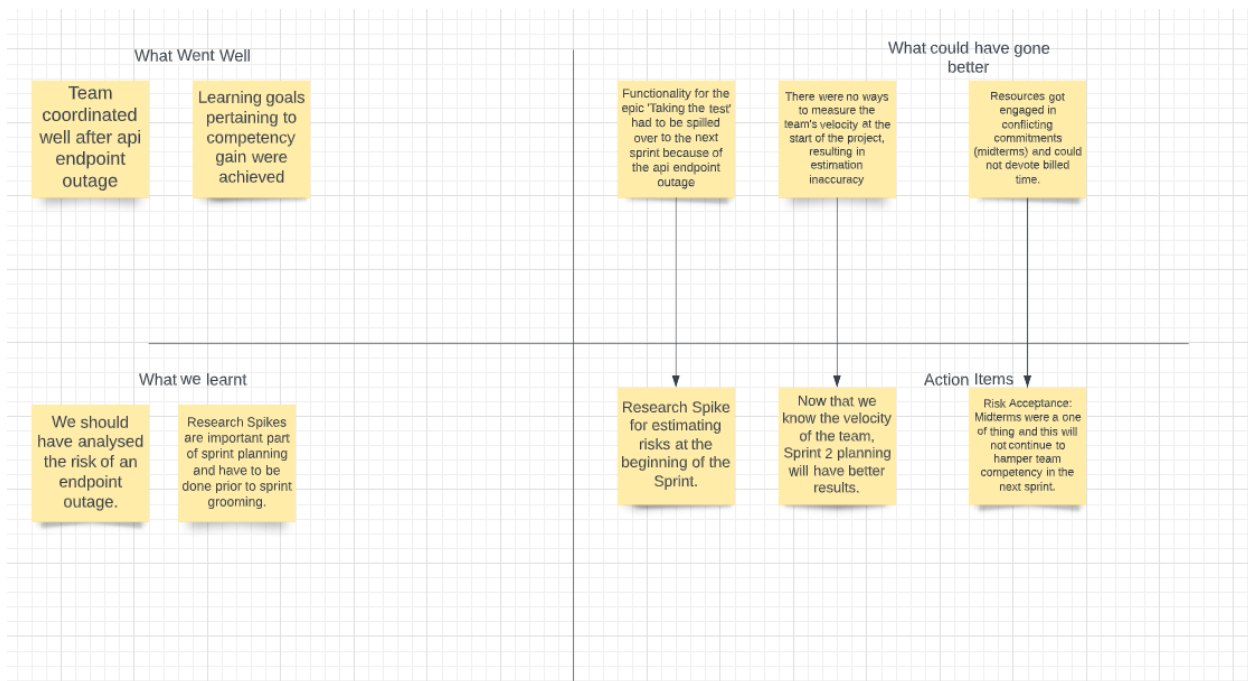 What Went Well
Team
coordinated
well after api
endpoint
outage
Learning goals
pertaining to
competency
gain were
achieved
What could have gone
better
Functionality for the
epic 'Taking the test'
had to be spilled
over to the next
sprint because of
the api endpoint
outage
There were no ways
to measure the
team's velocity at the
start of the project,
resulting in
estimation
inaccuracy
Resources got
engaged in
conflicting
commitments
(midterms) and could
not devote billed
time.
What we learnt
We should
have analysed
the risk of an
endpoint
outage.
Research Spikes
are important part
of sprint planning
and have to be
done prior to sprint
grooming.
Action Items
Research Spike
for estimating
risks at the
beginning of the
Sprint.
Now that we
know the velocity
of the team,
Sprint 2 planning
will have better
results.
Risk Acceptance:
Midterms were a one
of thing and this will
not continue to
hamper team
competency in the
next sprint.